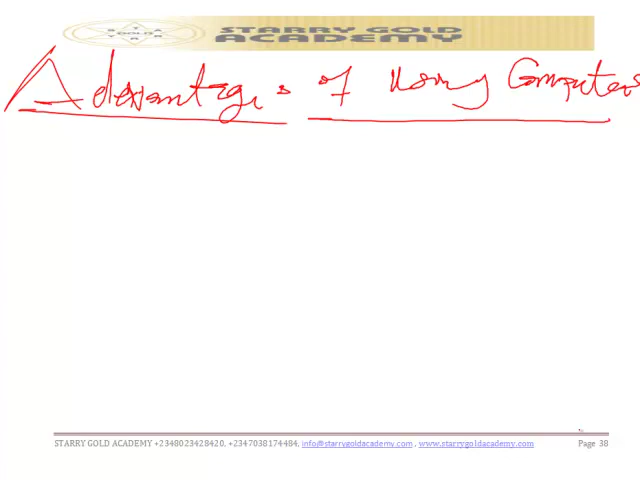 STARRY GOLD
ACADEMY
Advantages of Using Computers
STARRY GOLD ACADEMY +2348023428420, +2347038174484, info@starrygoldacademy.com , www.starrygoldacademy.com Page 38